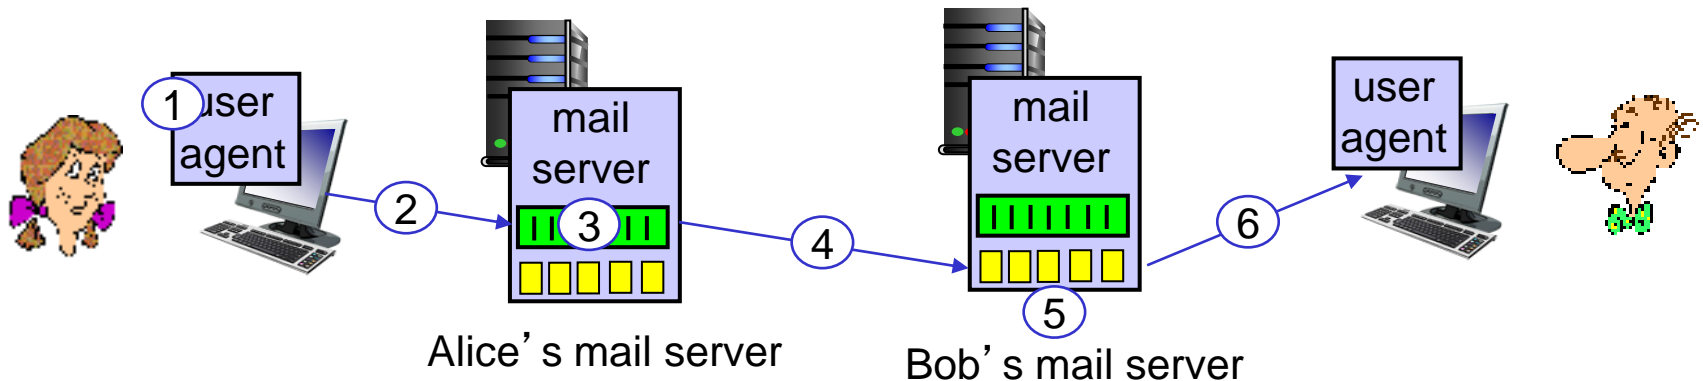 1
user
agent
2
mail
server
3
4
mail
server
5
6
user
agent
Alice’s mail server
Bob’s mail server